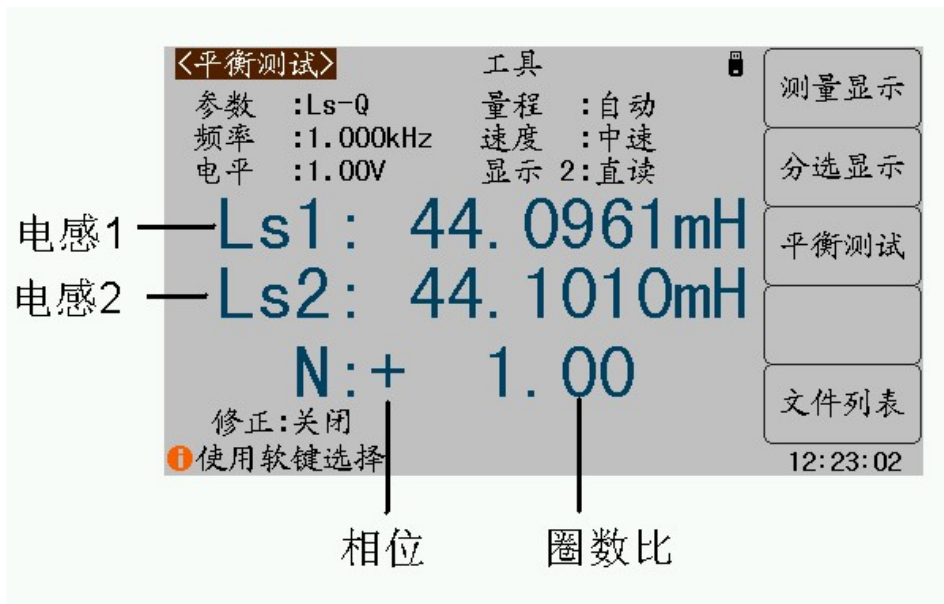 <平衡测试> 工具
参数 :Ls-Q 量程 :自动
频率 :1.000kHz 速度 :中速
电平 :1.00V 显示 2:直读
电感1 Ls1: 44.0961mH
电感2 Ls2: 44.1010mH
N:+ 1.00
修正:关闭
使用软键选择
测量显示
分选显示
平衡测试
文件列表
12:23:02
相位 圈数比